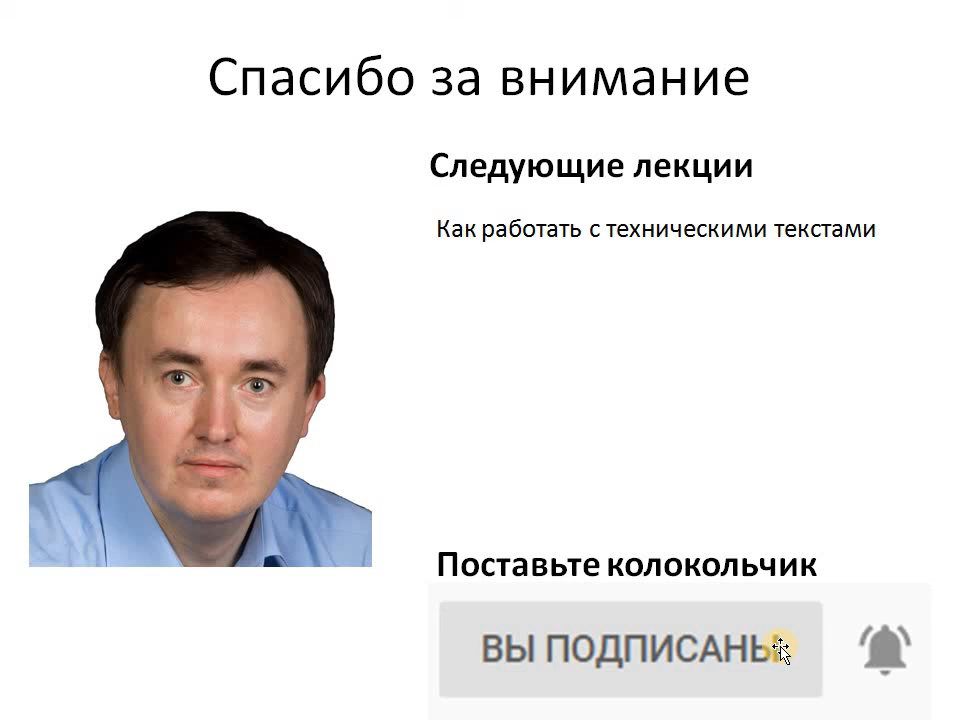 Спасибо за внимание
Следующие лекции
Как работать с техническими текстами
Поставьте колокольчик
ВЫ ПОДПИСАНЫ